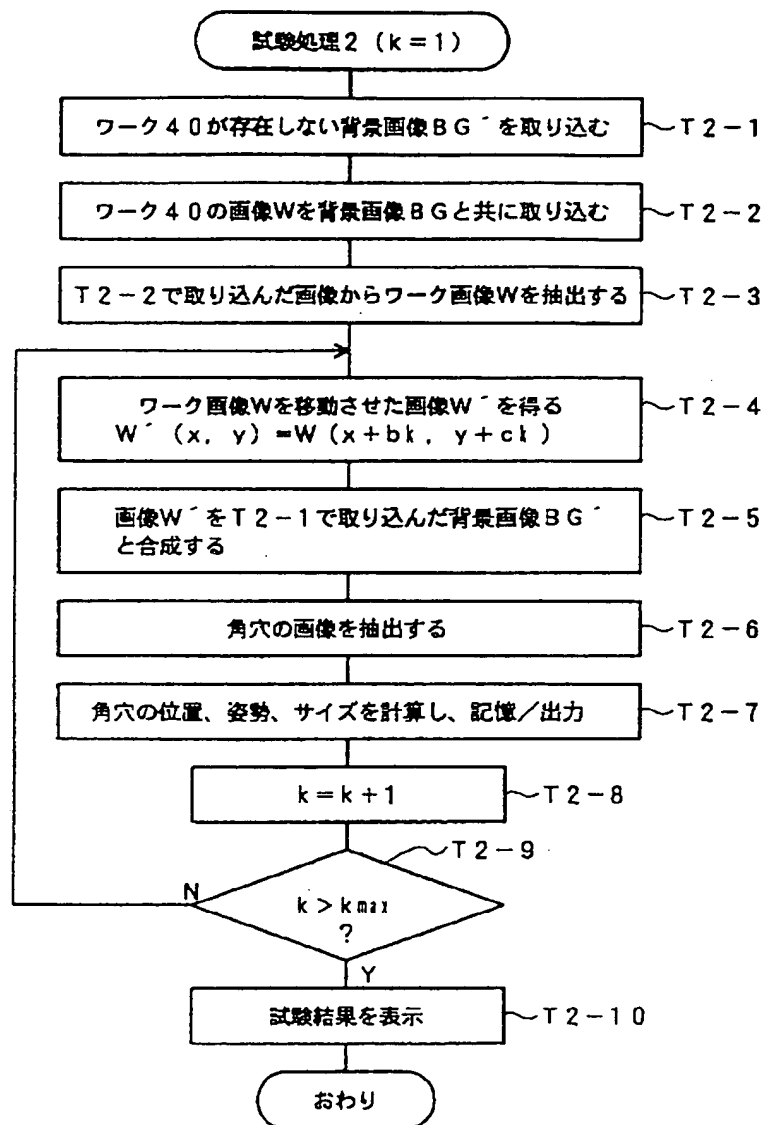 試験処理２（ｋ＝１）
ワーク４０が存在しない背景画像ＢＧ´を取り込む
Ｔ２－１
ワーク４０の画像Ｗを背景画像ＢＧと共に取り込む
Ｔ２－２
Ｔ２－２で取り込んだ画像からワーク画像Ｗを抽出する
Ｔ２－３
ワーク画像Ｗを移動させた画像Ｗ´を得る
Ｗ´（ｘ，ｙ）＝Ｗ（ｘ＋ｂｋ，ｙ＋ｃｋ）
Ｔ２－４
画像Ｗ´をＴ２－１で取り込んだ背景画像ＢＧ´
と合成する
Ｔ２－５
角穴の画像を抽出する
Ｔ２－６
角穴の位置、姿勢、サイズを計算し、記憶／出力
Ｔ２－７
ｋ＝ｋ＋１
Ｔ２－８
Ｔ２－９
Ｎ
ｋ＞ｋmax
？
Ｙ
試験結果を表示
Ｔ２－１０
おわり